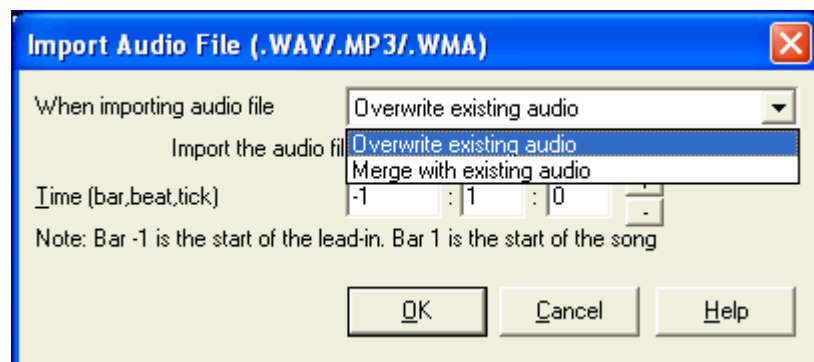 Import Audio File (.WAV/.MP3/.WMA)
When importing audio file Overwrite existing audio
Import the audio fil Overwrite existing audio
Merge with existing audio
Time (bar,beat,tick) -1 : 1 : 0 -
Note: Bar -1 is the start of the lead-in. Bar 1 is the start of the song
OK Cancel Help